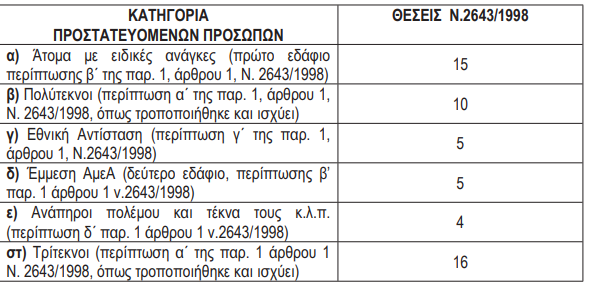 ΚΑΤΗΓΟΡΙΑ
ΠΡΟΣΤΑΤΕΥΟΜΕΝΩΝ ΠΡΟΣΩΠΩΝ
ΘΕΣΕΙΣ Ν.2643/1998
α) Άτομα με ειδικές ανάγκες (πρώτο εδάφιο
περίπτωσης β΄ της παρ. 1, άρθρου 1, Ν. 2643/1998)
15
β) Πολύτεκνοι (περίπτωση α΄ της παρ. 1, άρθρου 1,
Ν. 2643/1998, όπως τροποποιήθηκε και ισχύει)
10
γ) Εθνική Αντίσταση (περίπτωση γ΄ της παρ. 1,
άρθρου 1, Ν.2643/1998)
5
δ) Έμμεση ΑμεΑ (δεύτερο εδάφιο, περίπτωσης β’
παρ. 1 άρθρου 1 ν.2643/1998)
5
ε) Ανάπηροι πολέμου και τέκνα τους κ.λ.π.
(περίπτωση δ΄ παρ. 1 άρθρου 1 ν.2643/1998)
4
στ) Τρίτεκνοι (περίπτωση α΄ της παρ. 1 άρθρου 1
Ν. 2643/1998, όπως τροποποιήθηκε και ισχύει)
16